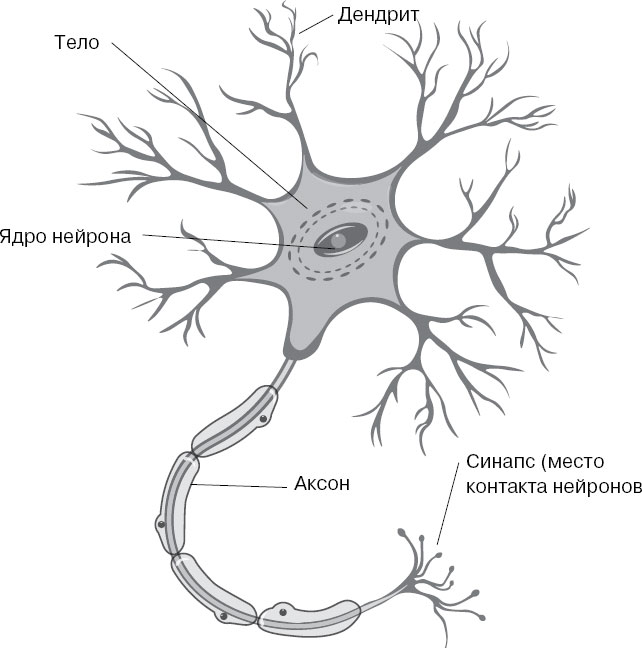 Дендрит
Тело
Ядро нейрона
Аксон
Синапс (место
контакта нейронов